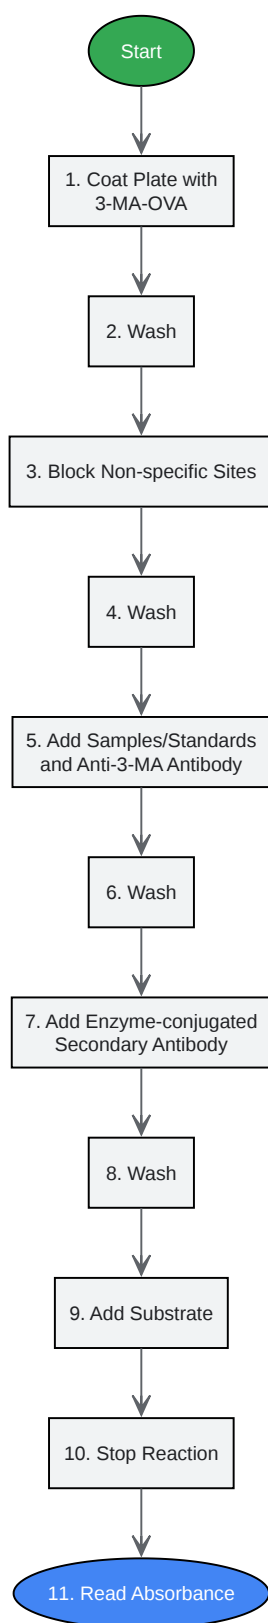 Start
1. Coat Plate with
3-MA-OVA
2. Wash
3. Block Non-specific Sites
4. Wash
5. Add Samples/Standards
and Anti-3-MA Antibody
6. Wash
7. Add Enzyme-conjugated
Secondary Antibody
8. Wash
9. Add Substrate
10. Stop Reaction
11. Read Absorbance